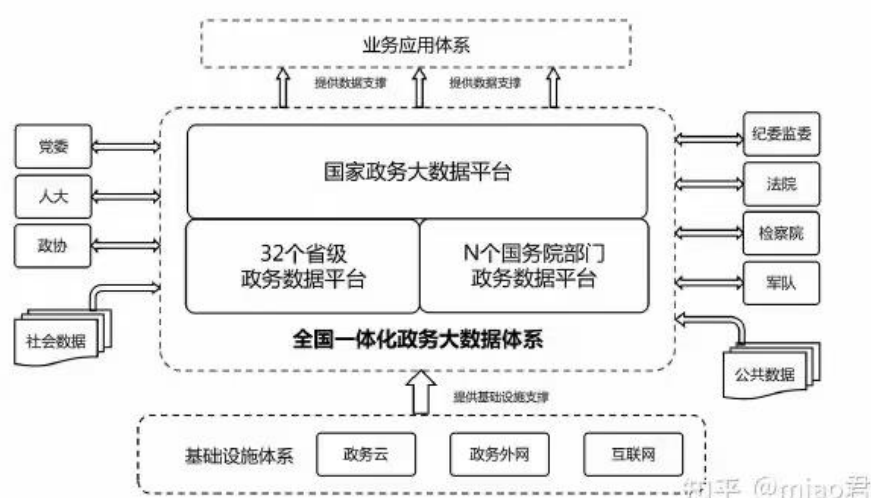 业务应用体系
提供数据支撑
提供数据支撑
党委
人大
政协
社会数据
国家政务大数据平台
32个省级
政务数据平台
N个国务院部门
政务数据平台
全国一体化政务大数据体系
纪委监委
法院
检察院
军队
公共数据
提供基础设施支撑
基础设施体系
政务云
政务外网
互联网
知乎 @miao君